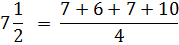 7 1/2 = (7 + 6 + 7 + 10)/4